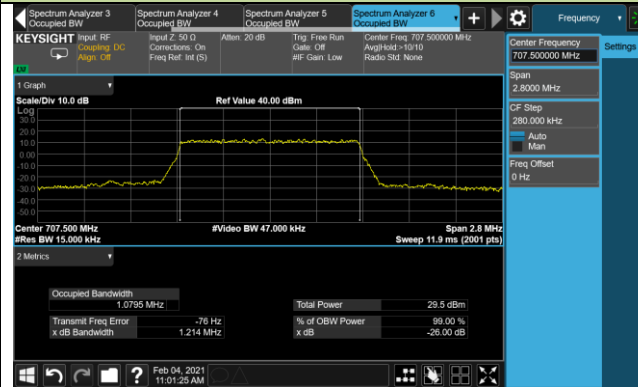 Spectrum Analyzer 3
Occupied BW
Spectrum Analyzer 4
Occupied BW
Spectrum Analyzer 5
Occupied BW
Spectrum Analyzer 6
Occupied BW
Frequency
KEYSIGHT
Input: RF
Coupling: DC
Align: Off
Input Z: 50 Ω
Corrections: On
Freq Ref: Int (S)
Atten: 20 dB
Trig: Free Run
Gate: Off
#IF Gain: Low
Center Freq: 707.500000 MHz
Avg|Hold:>10/10
Radio Std: None
Center Frequency
707.500000 MHz
Settings
Span
2.8000 MHz
CF Step
280.000 kHz
Auto
Man
Freq Offset
0 Hz
1 Graph
Scale/Div 10.0 dB
Ref Value 40.00 dBm
Log
30.0
20.0
10.0
0.00
-10.0
-20.0
-30.0
-40.0
-50.0
Center 707.500 MHz
#Video BW 47.000 kHz
Span 2.8 MHz
#Res BW 15.000 kHz
Sweep 11.9 ms (2001 pts)
2 Metrics
Occupied Bandwidth
1.0795 MHz
Total Power 29.5 dBm
Transmit Freq Error -76 Hz
% of OBW Power 99.00 %
x dB Bandwidth 1.214 MHz
x dB -26.00 dB
?
Feb 04, 2021
11:01:25 AM